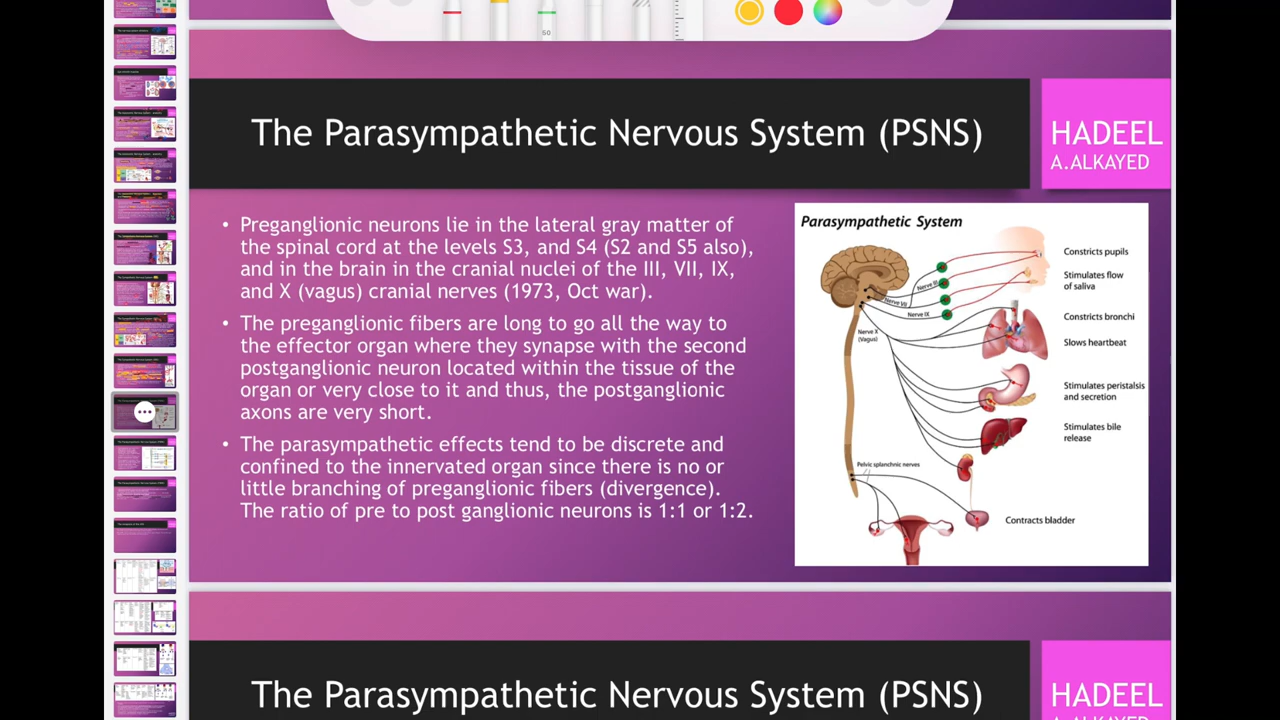 50
The Parasympathetic Nervous System (PSNS)
HADEEL
A.ALKAYED
• Preganglionic neurons lie in the lateral gray matter of
the spinal cord at the levels S3, and S4 (S2 and S5 also),
and in the brain in the cranial nuclei of the III, VII, IX,
and X (vagus) cranial nerves (1973: Oct war).
• The preganglionic fibers are long to go all the way to
the effector organ where they synapse with the second
postganglionic neuron located within the tissue of the
organ or very close to it and thus, the postganglionic
axons are very short.
• The parasympathetic effects tend to be discrete and
confined to the innervated organ since there is no or
little branching of preganglionic fibers (divergence).
The ratio of pre to post ganglionic neurons is 1:1 or 1:2.
Parasympathetic System
Constricts pupils
Stimulates flow
of saliva
Nerve III
Nerve VII
Nerve IX
Constricts bronchi
Nerve X
(Vagus)
Slows heartbeat
Stimulates peristalsis
and secretion
Stimulates bile
release
Pelvic splanchnic nerves
Contracts bladder
The Parasympathetic Nervous System (PSNS)
HADEEL